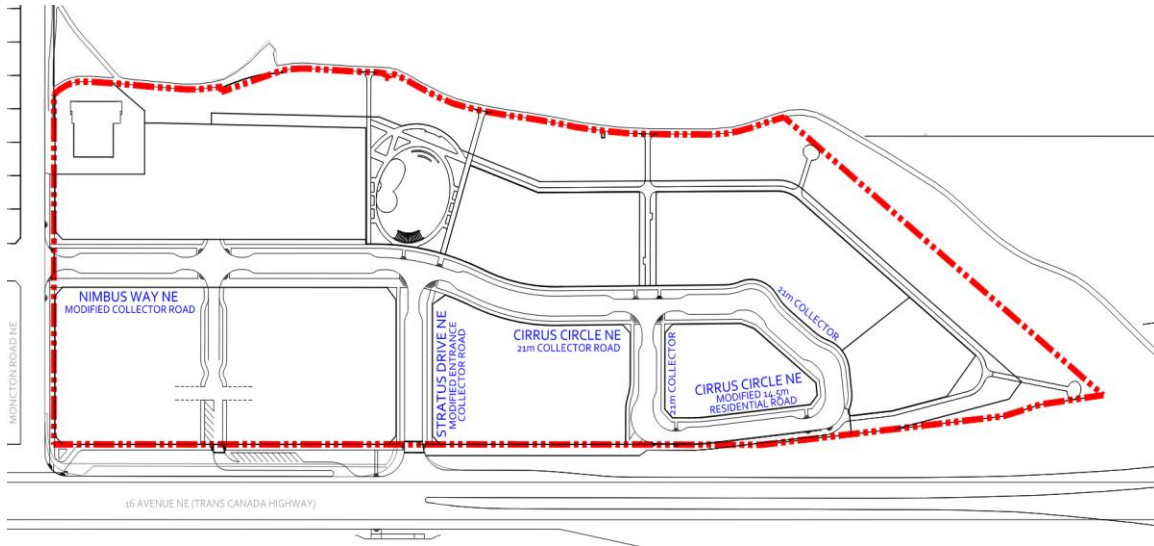 NIMBUS WAY NE
MODIFIED COLLECTOR ROAD
STRATUS DRIVE NE
MODIFIED ENTRANCE
COLLECTOR ROAD
CIRRUS CIRCLE NE
21m COLLECTOR ROAD
21m COLLECTOR
21m COLLECTOR
CIRRUS CIRCLE NE
MODIFIED 14.5m
RESIDENTIAL ROAD
MONCTON ROAD NE
16 AVENUE NE (TRANS CANADA HIGHWAY)